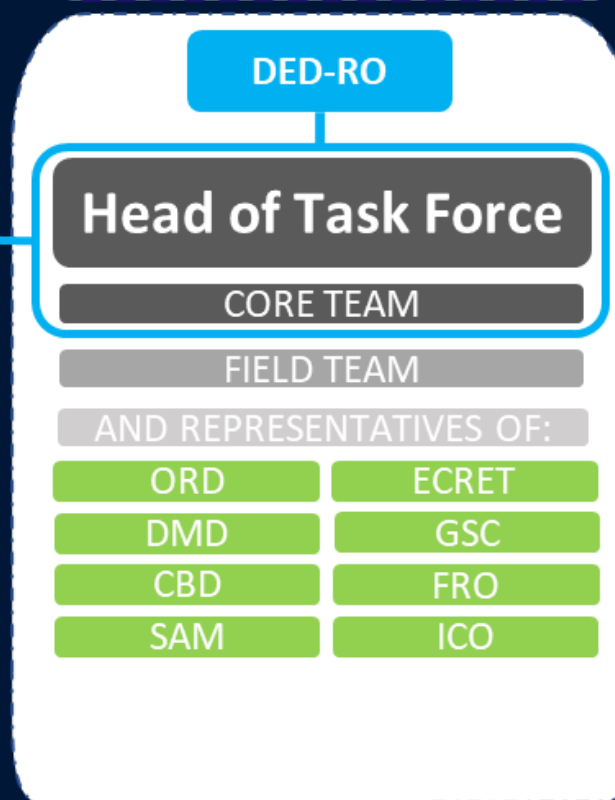 DED-RO
Head of Task Force
CORE TEAM
FIELD TEAM
AND REPRESENTATIVES OF:
ORD
ECRET
DMD
GSC
CBD
FRO
SAM
ICO